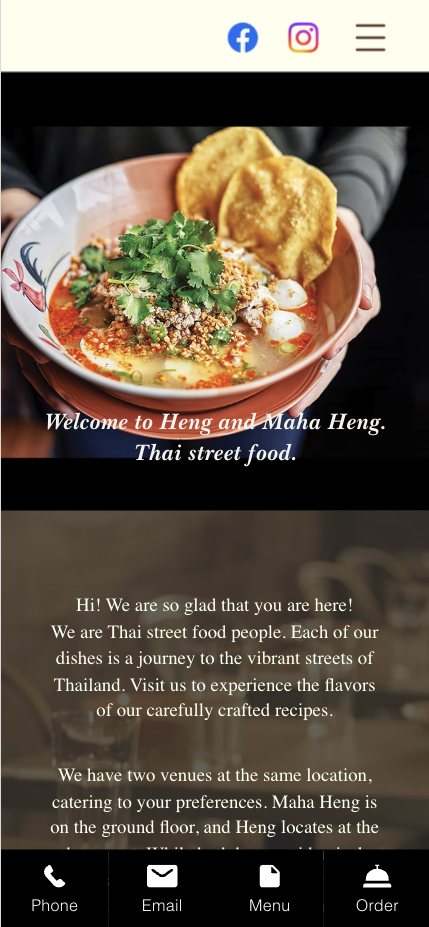 Welcome to Heng and Maha Heng.
Thai street food.
Hi! We are so glad that you are here!
We are Thai street food people. Each of our
dishes is a journey to the vibrant streets of
Thailand. Visit us to experience the flavors
of our carefully crafted recipes.
We have two venues at the same location,
catering to your preferences. Maha Heng is
on the ground floor, and Heng locates at the
Phone
Email
Menu
Order